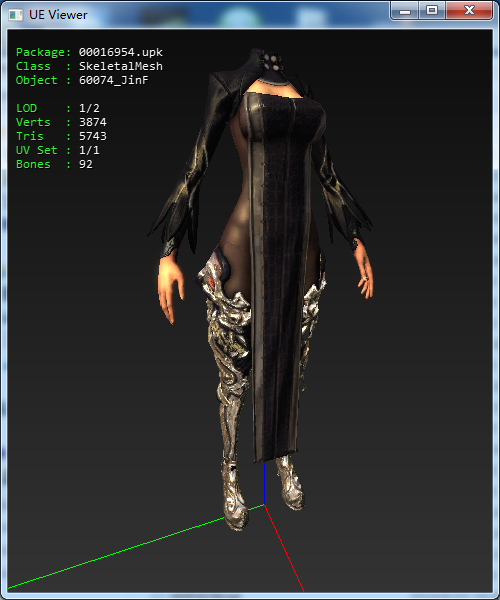 UE Viewer
Package: 00016954.upk
Class : SkeletalMesh
Object : 60074_JinF
LOD : 1/2
Verts : 3874
Tris : 5743
UV Set : 1/1
Bones : 92